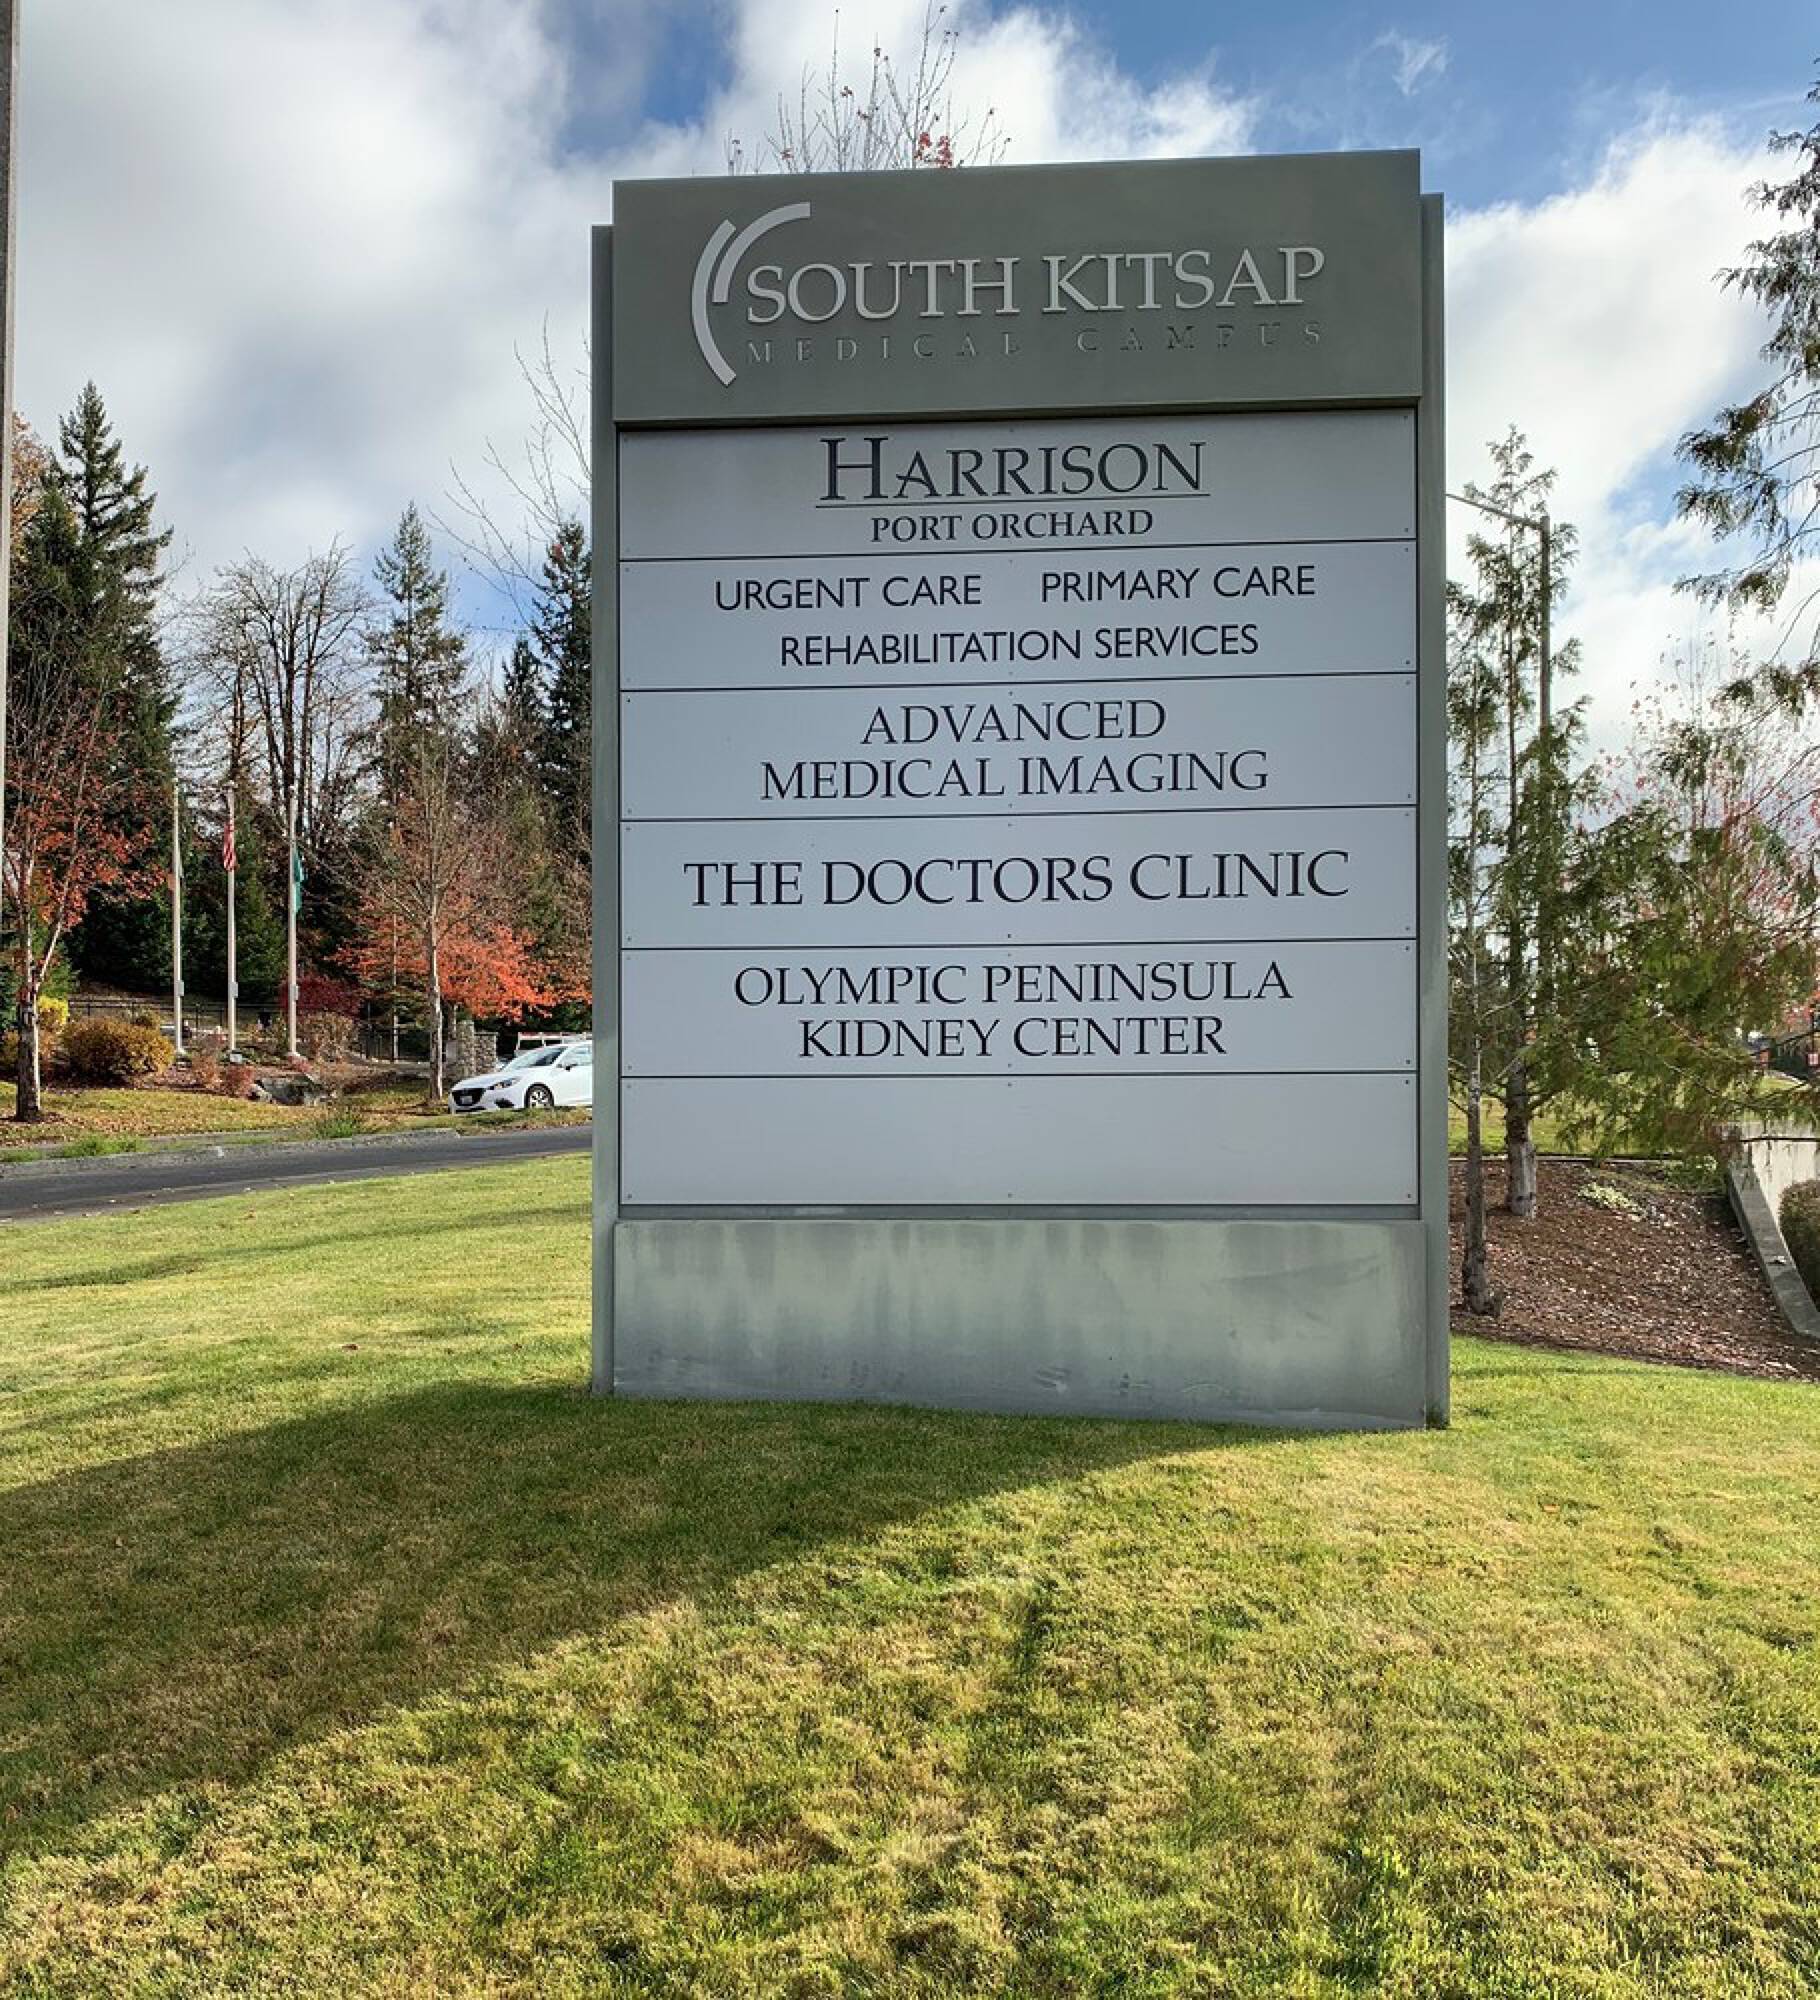 SOUTH KITSAP
MEDICAL CAMPUS
HARRISON
PORT ORCHARD
URGENT CARE PRIMARY CARE
REHABILITATION SERVICES
ADVANCED
MEDICAL IMAGING
THE DOCTORS CLINIC
OLYMPIC PENINSULA
KIDNEY CENTER